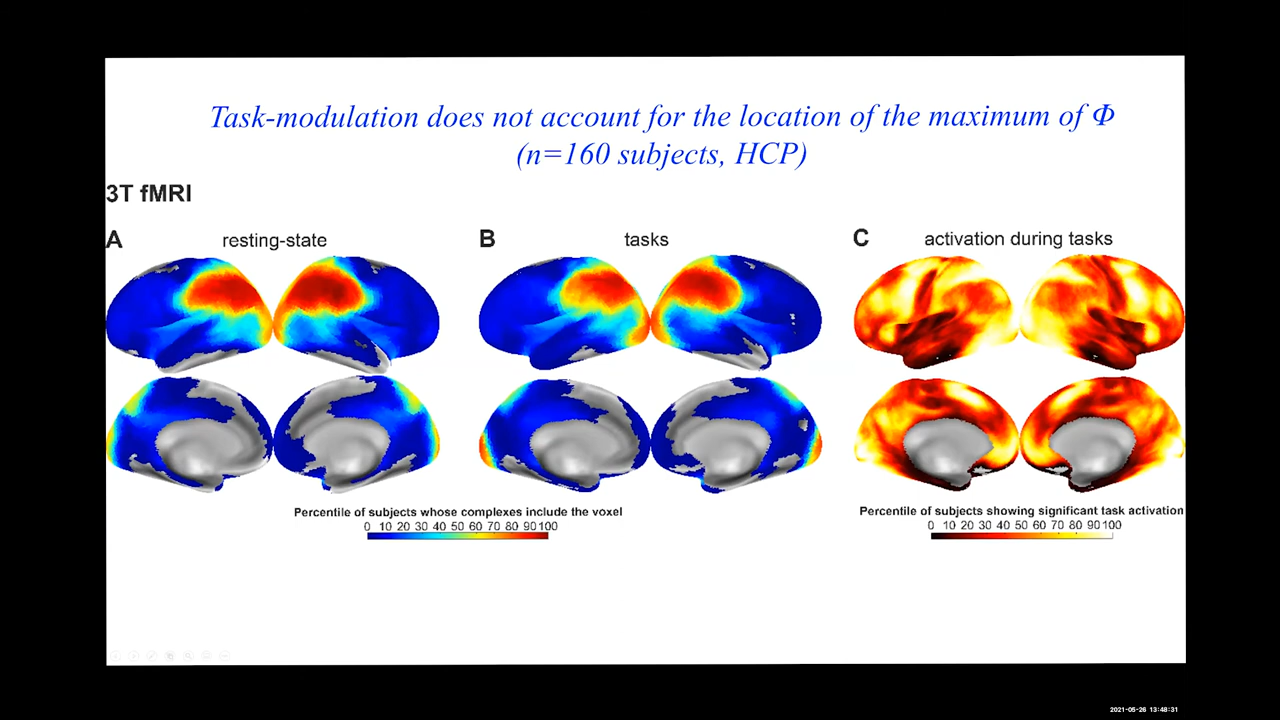 Task-modulation does not account for the location of the maximum of Φ
(n=160 subjects, HCP)
3T fMRI
A
resting-state
B
tasks
C
activation during tasks
Percentile of subjects whose complexes include the voxel
0 10 20 30 40 50 60 70 80 90 100
Percentile of subjects showing significant task activation
0 10 20 30 40 50 60 70 80 90 100
2021-05-26 13:48:31